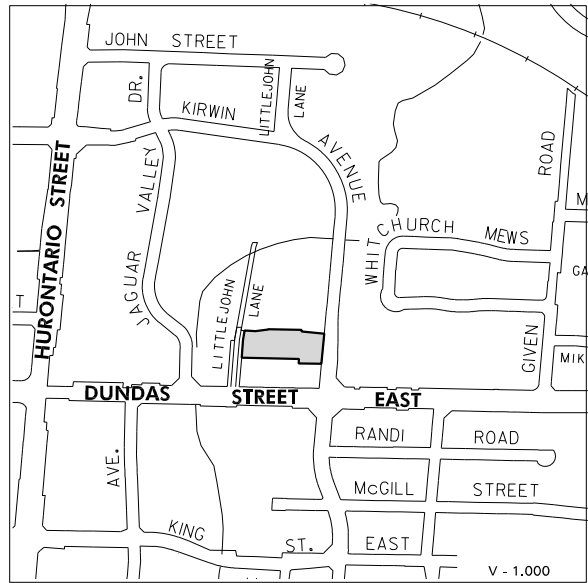 JOHN STREET
JAGUAR VALLEY DR.
KIRWIN AVENUE
LITTLEJOHN LANE
HURONTARIO STREET
WHITCHURCH MEWS
GIVEN ROAD
M
GA
T
LITTLEJOHN LANE
MIK
DUNDAS STREET EAST
RANDI ROAD
AVE.
McGILL STREET
KING ST. EAST
V - 1.000